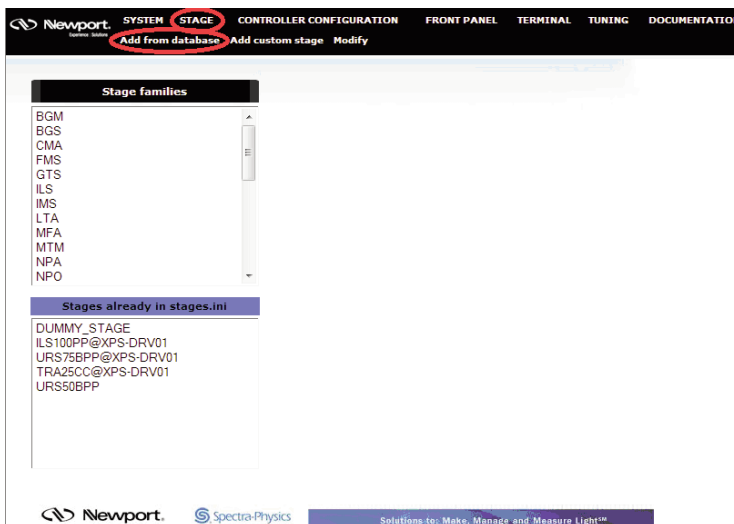 Newport. SYSTEM STAGE CONTROLLER CONFIGURATION FRONT PANEL TERMINAL TUNING DOCUMENTATIO
Experience Solutions
Add from database Add custom stage Modify
Stage families
BGM
BGS
CMA
FMS
GTS
ILS
IMS
LTA
MFA
MTM
NPA
NPO
Stages already in stages.ini
DUMMY_STAGE
ILS100PP@XPS-DRV01
URS75BPP@XPS-DRV01
TRA25CC@XPS-DRV01
URS50BPP
Newport. Spectra-Physics Solutions to: Make, Manage and Measure Light℠